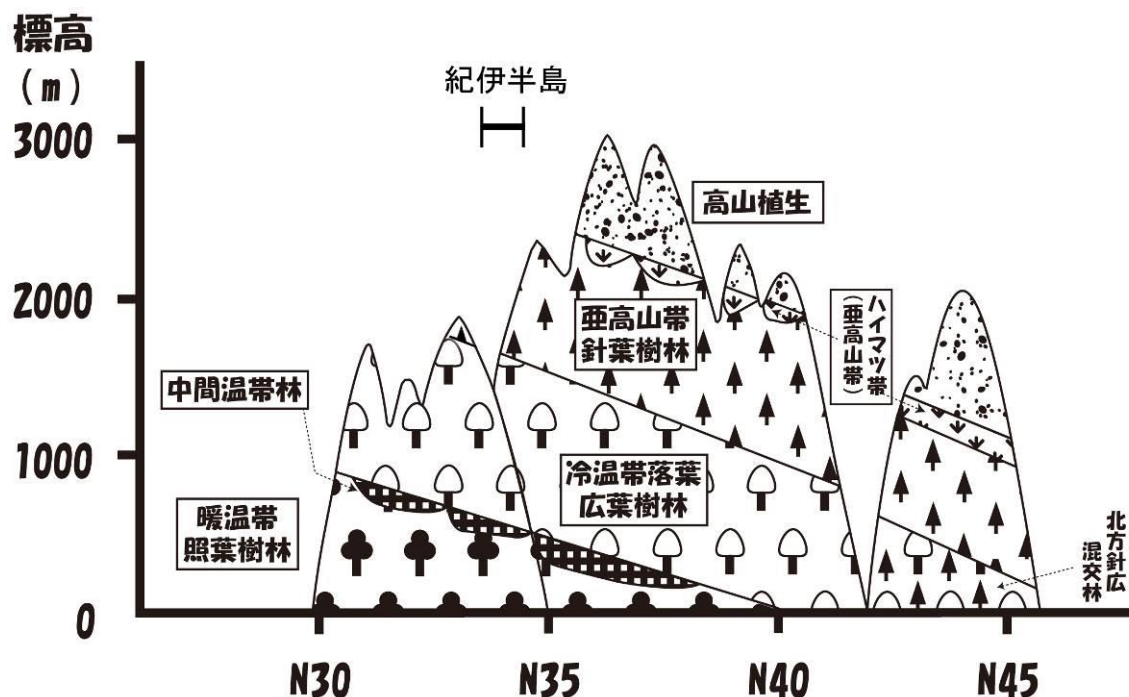 標高
(m)
3000
2000
1000
0
紀伊半島
高山植生
亜高山帯
針葉樹林
ハイマツ帯
(亜高山帯)
中間温帯林
冷温帯落葉
広葉樹林
暖温帯
照葉樹林
北方針広
混交林
N30
N35
N40
N45